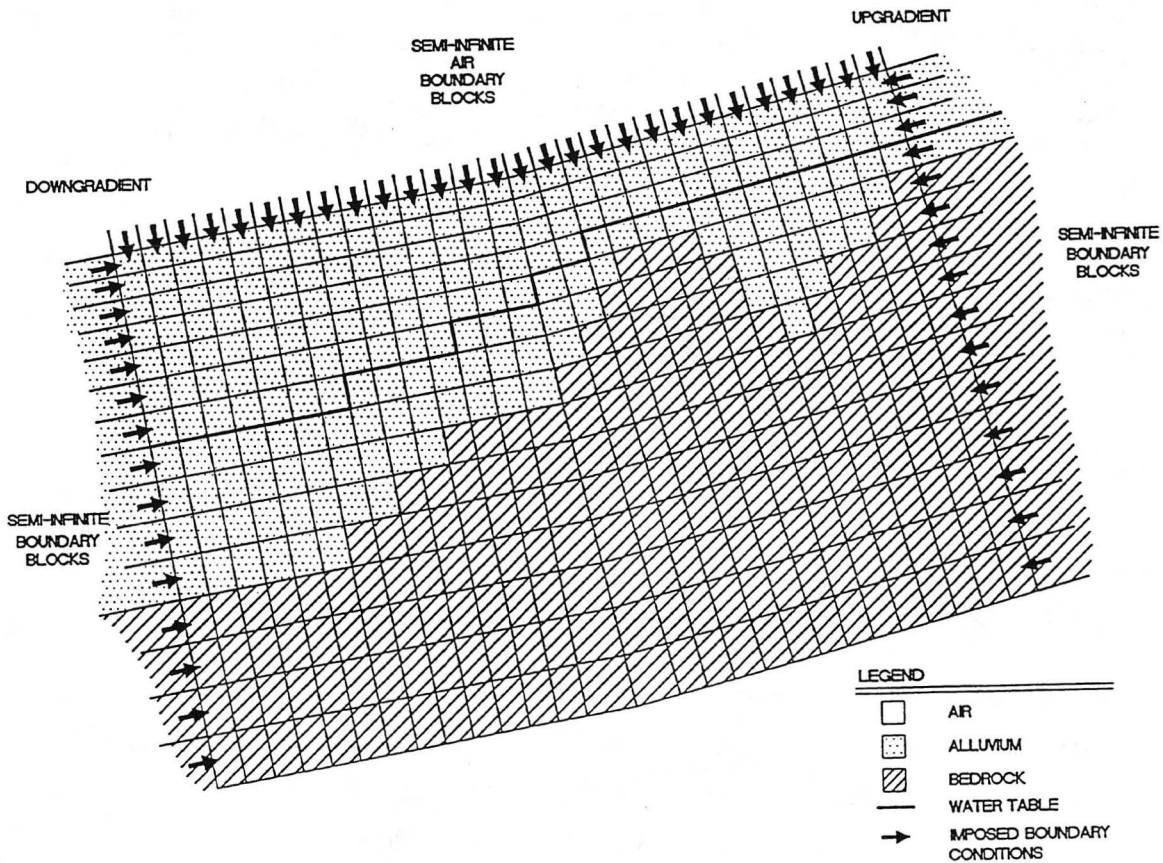 UPGRADIENT
SEMI-INFINITE
AIR
BOUNDARY
BLOCKS
DOWNGRADIENT
SEMI-INFINITE
BOUNDARY
BLOCKS
SEMI-INFINITE
BOUNDARY
BLOCKS
LEGEND
AIR
ALLUVIUM
BEDROCK
WATER TABLE
IMPOSED BOUNDARY
CONDITIONS